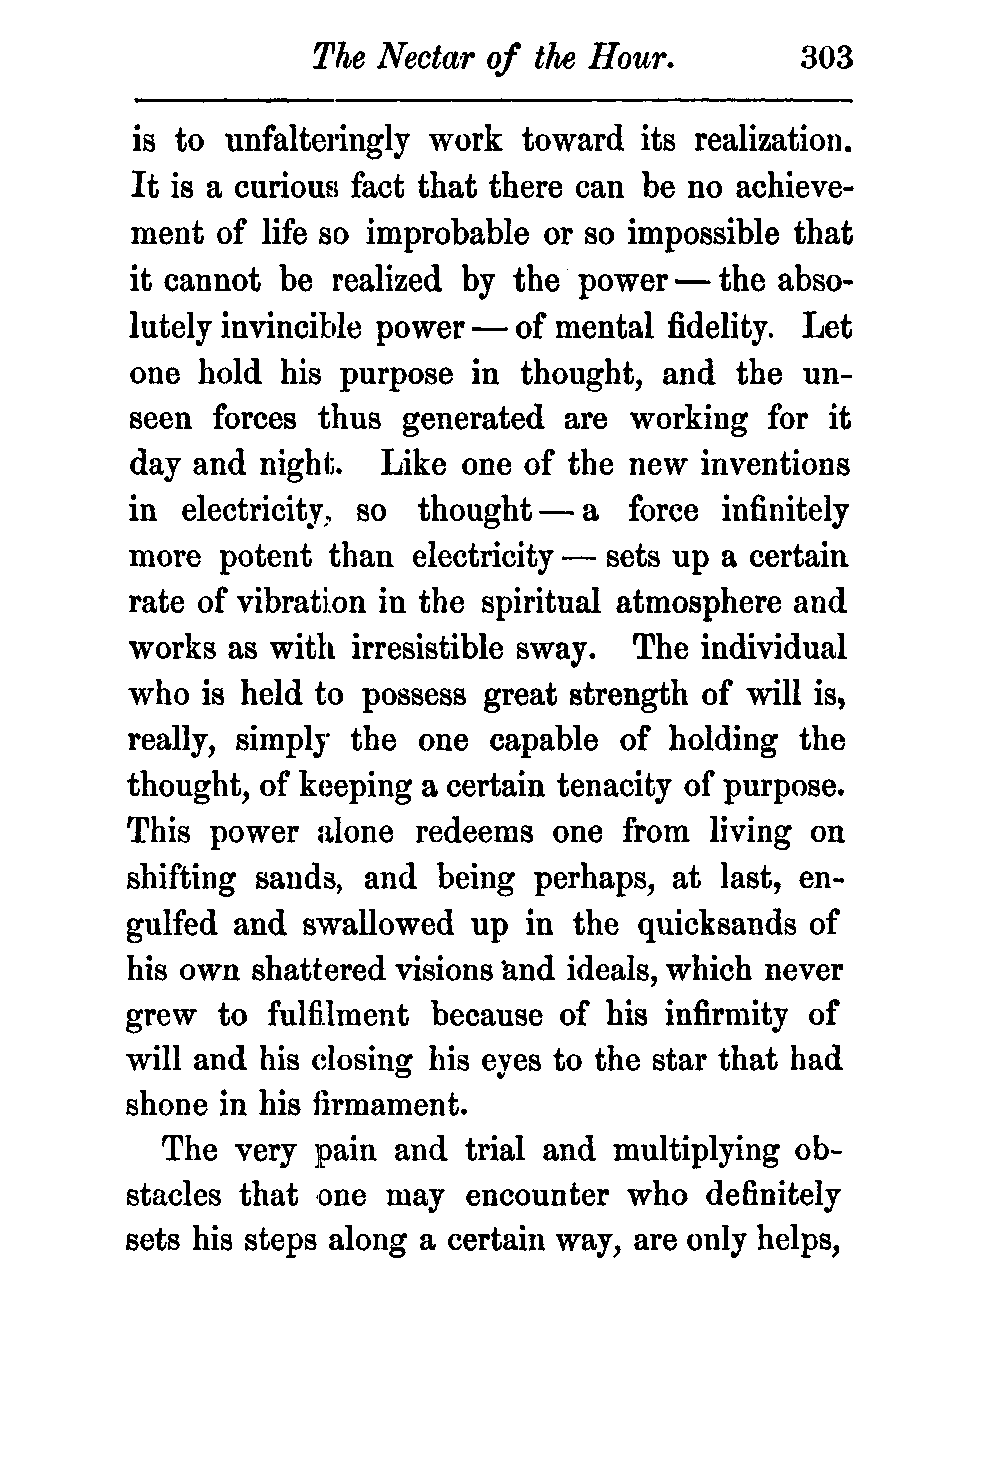 The Nectar of the Hour. 303
is to unfalteringly work toward its realization.
It is a curious fact that there can be no achieve-
ment of life so improbable or so impossible that
it cannot be realized by the power — the abso-
lutely invincible power — of mental fidelity. Let
one hold his purpose in thought, and the un-
seen forces thus generated are working for it
day and night. Like one of the new inventions
in electricity, so thought — a force infinitely
more potent than electricity — sets up a certain
rate of vibration in the spiritual atmosphere and
works as with irresistible sway. The individual
who is held to possess great strength of will is,
really, simply the one capable of holding the
thought, of keeping a certain tenacity of purpose.
This power alone redeems one from living on
shifting sands, and being perhaps, at last, en-
gulfed and swallowed up in the quicksands of
his own shattered visions and ideals, which never
grew to fulfilment because of his infirmity of
will and his closing his eyes to the star that had
shone in his firmament.
The very pain and trial and multiplying ob-
stacles that one may encounter who definitely
sets his steps along a certain way, are only helps,